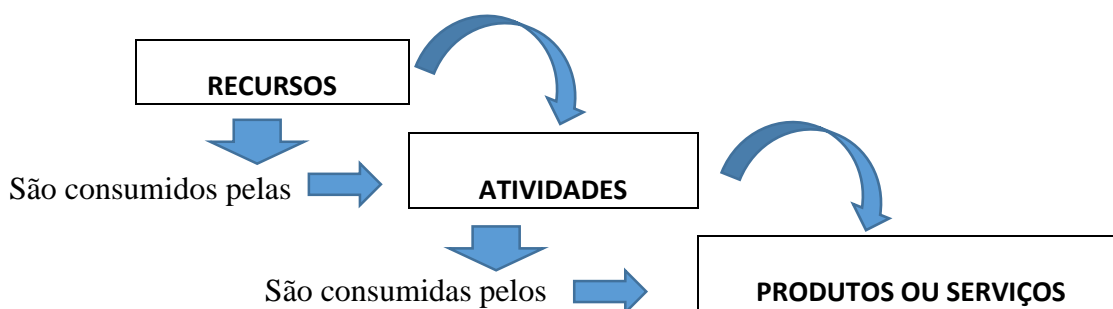 RECURSOS
São consumidos pelas
ATIVIDADES
São consumidas pelos
PRODUTOS OU SERVIÇOS